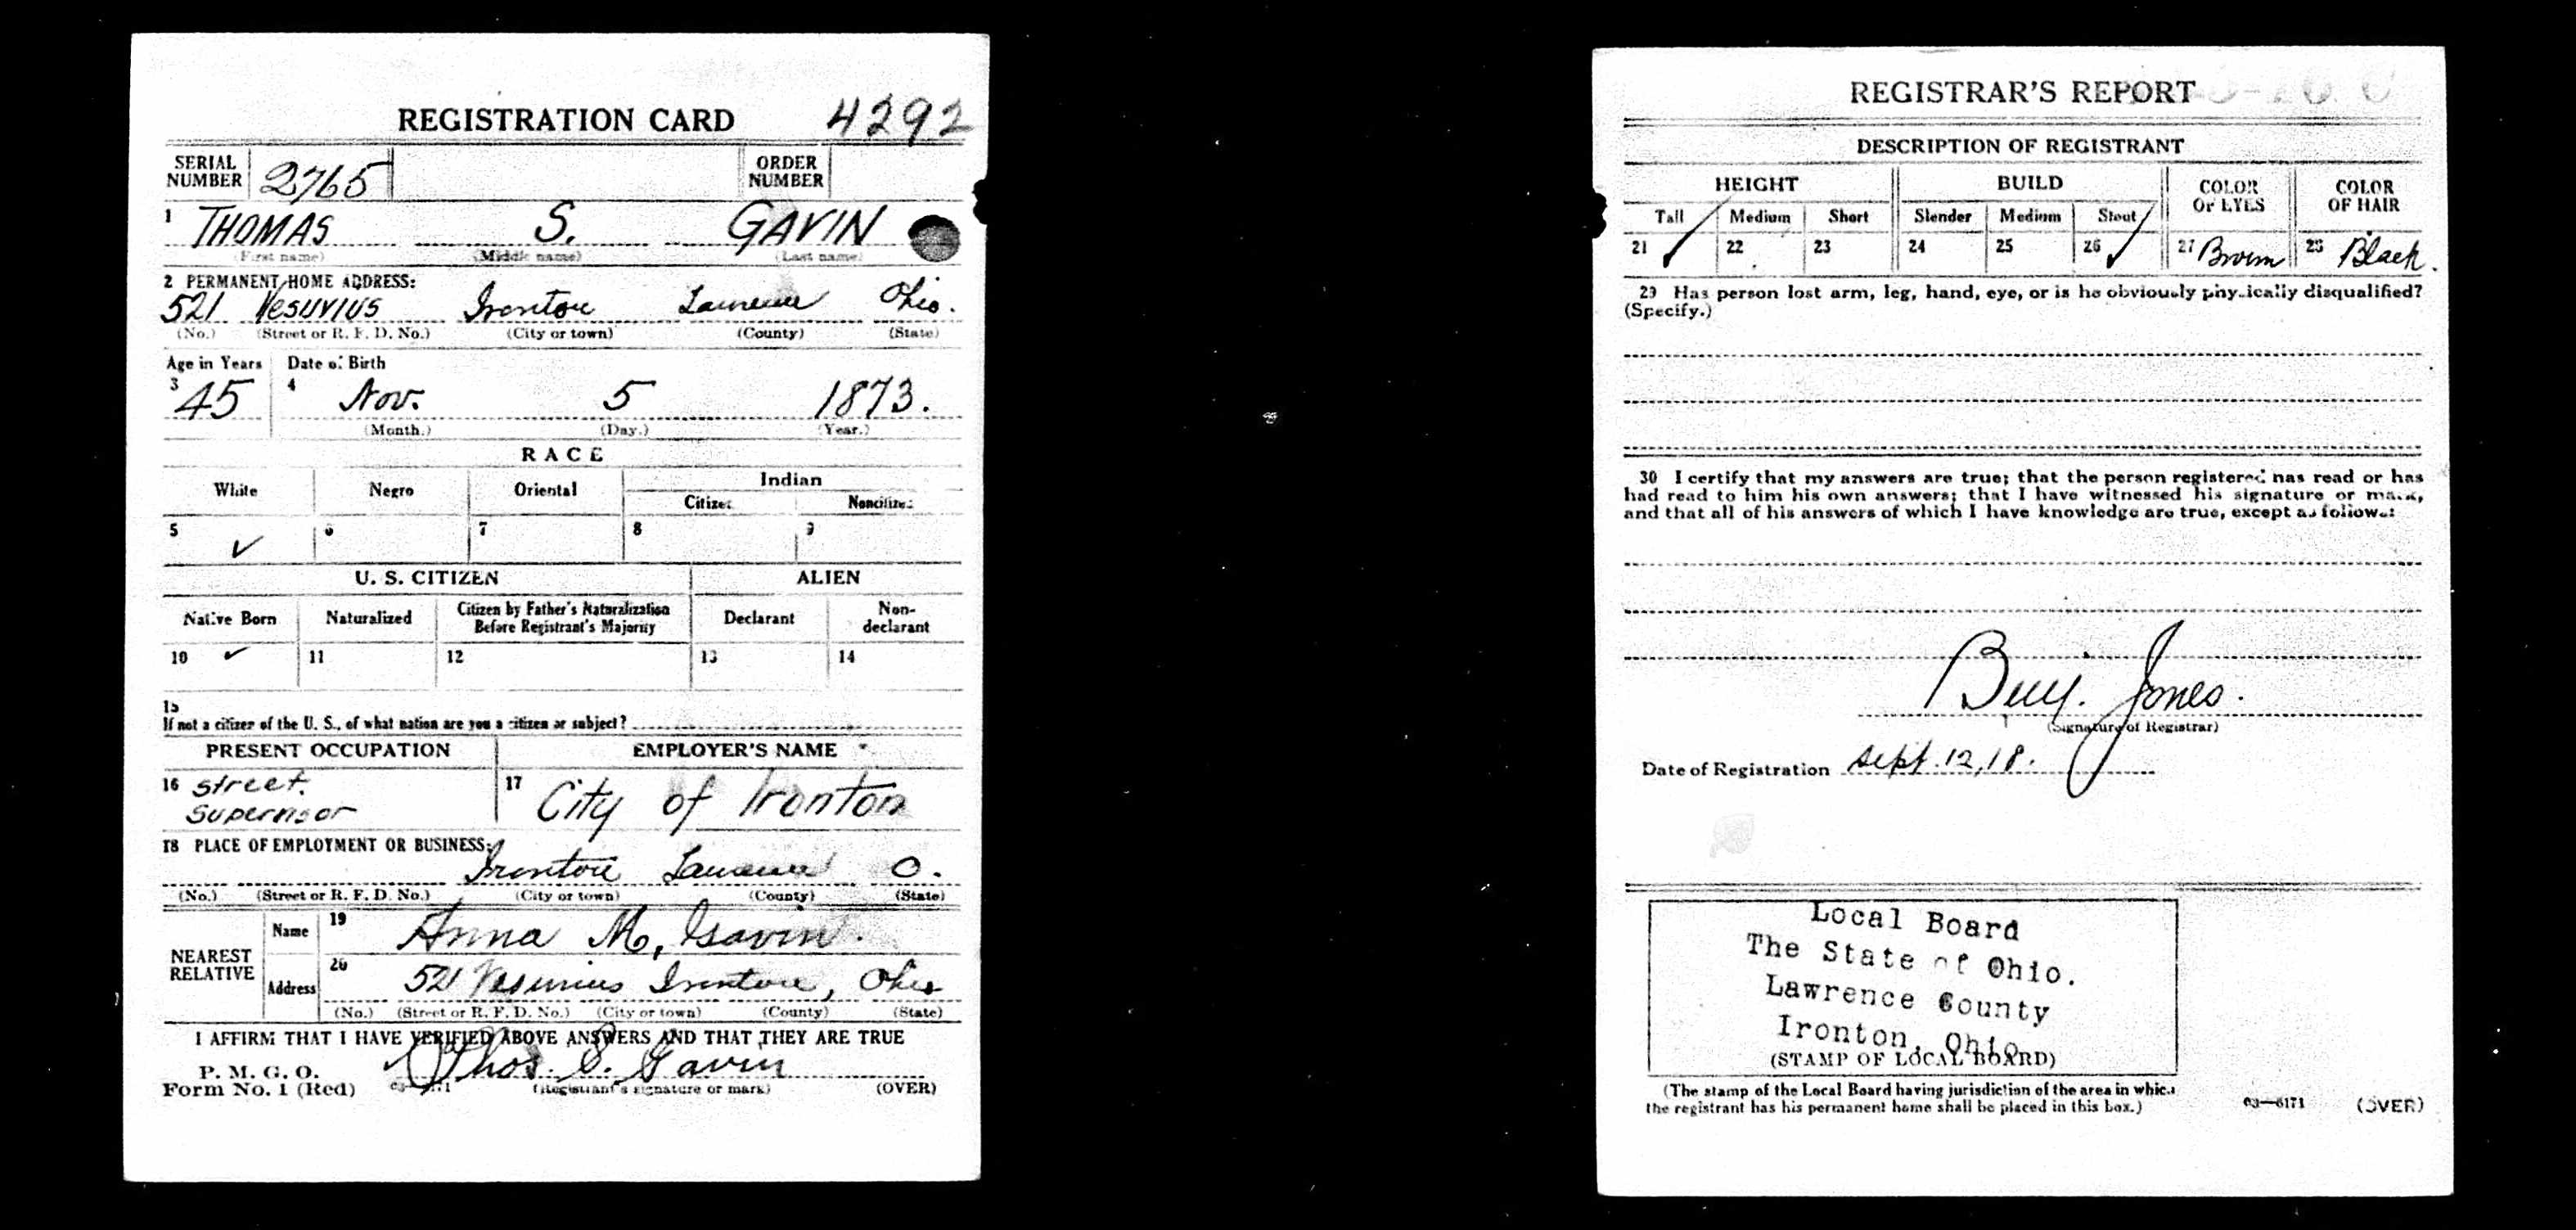 REGISTRATION CARD 4292
SERIAL NUMBER 2765 ORDER NUMBER
1 THOMAS S. GAVIN
(First name) (Middle name) (Last name)
2 PERMANENT HOME ADDRESS:
521 Vesuvius Ironton Lawrence Ohio.
(No.) (Street or R. F. D. No.) (City or town) (County) (State)
Age in Years Date of Birth
3 45 4 Nov. 5 1873.
(Month.) (Day.) (Year.)
RACE
White Negro Oriental Indian
Citizen Noncitizen
5 ✓ 6 7 8 9
U. S. CITIZEN ALIEN
Native Born Naturalized Citizen by Father's Naturalization Before Registrant's Majority Declarant Non-declarant
10 ✓ 11 12 13 14
15
If not a citizen of the U. S., of what nation are you a citizen or subject?
PRESENT OCCUPATION EMPLOYER'S NAME
16 street. supervisor 17 City of Ironton
18 PLACE OF EMPLOYMENT OR BUSINESS:
Ironton Lawrence O.
(No.) (Street or R. F. D. No.) (City or town) (County) (State)
NEAREST RELATIVE Name 19 Anna M. Gavin.
Address 20 521 Vesuvius Ironton, Ohio
(No.) (Street or R. F. D. No.) (City or town) (County) (State)
I AFFIRM THAT I HAVE VERIFIED ABOVE ANSWERS AND THAT THEY ARE TRUE
P. M. G. O.
Form No. 1 (Red) Thos. S. Gavin
(Registrant's signature or mark) (OVER)
REGISTRAR'S REPORT
DESCRIPTION OF REGISTRANT
HEIGHT BUILD COLOR OF EYES COLOR OF HAIR
Tall Medium Short Slender Medium Stout
21 ✓ 22 23 24 25 26 ✓ 27 Brown 28 Black.
29 Has person lost arm, leg, hand, eye, or is he obviously physically disqualified?
(Specify.)
30 I certify that my answers are true; that the person registered has read or has
had read to him his own answers; that I have witnessed his signature or mark,
and that all of his answers of which I have knowledge are true, except as follows:
Benj. Jones.
(Signature of Registrar)
Date of Registration Sept. 12, 18.
Local Board
The State of Ohio.
Lawrence County
Ironton, Ohio
(STAMP OF LOCAL BOARD)
(The stamp of the Local Board having jurisdiction of the area in which
the registrant has his permanent home shall be placed in this box.)
03—6171 (OVER)